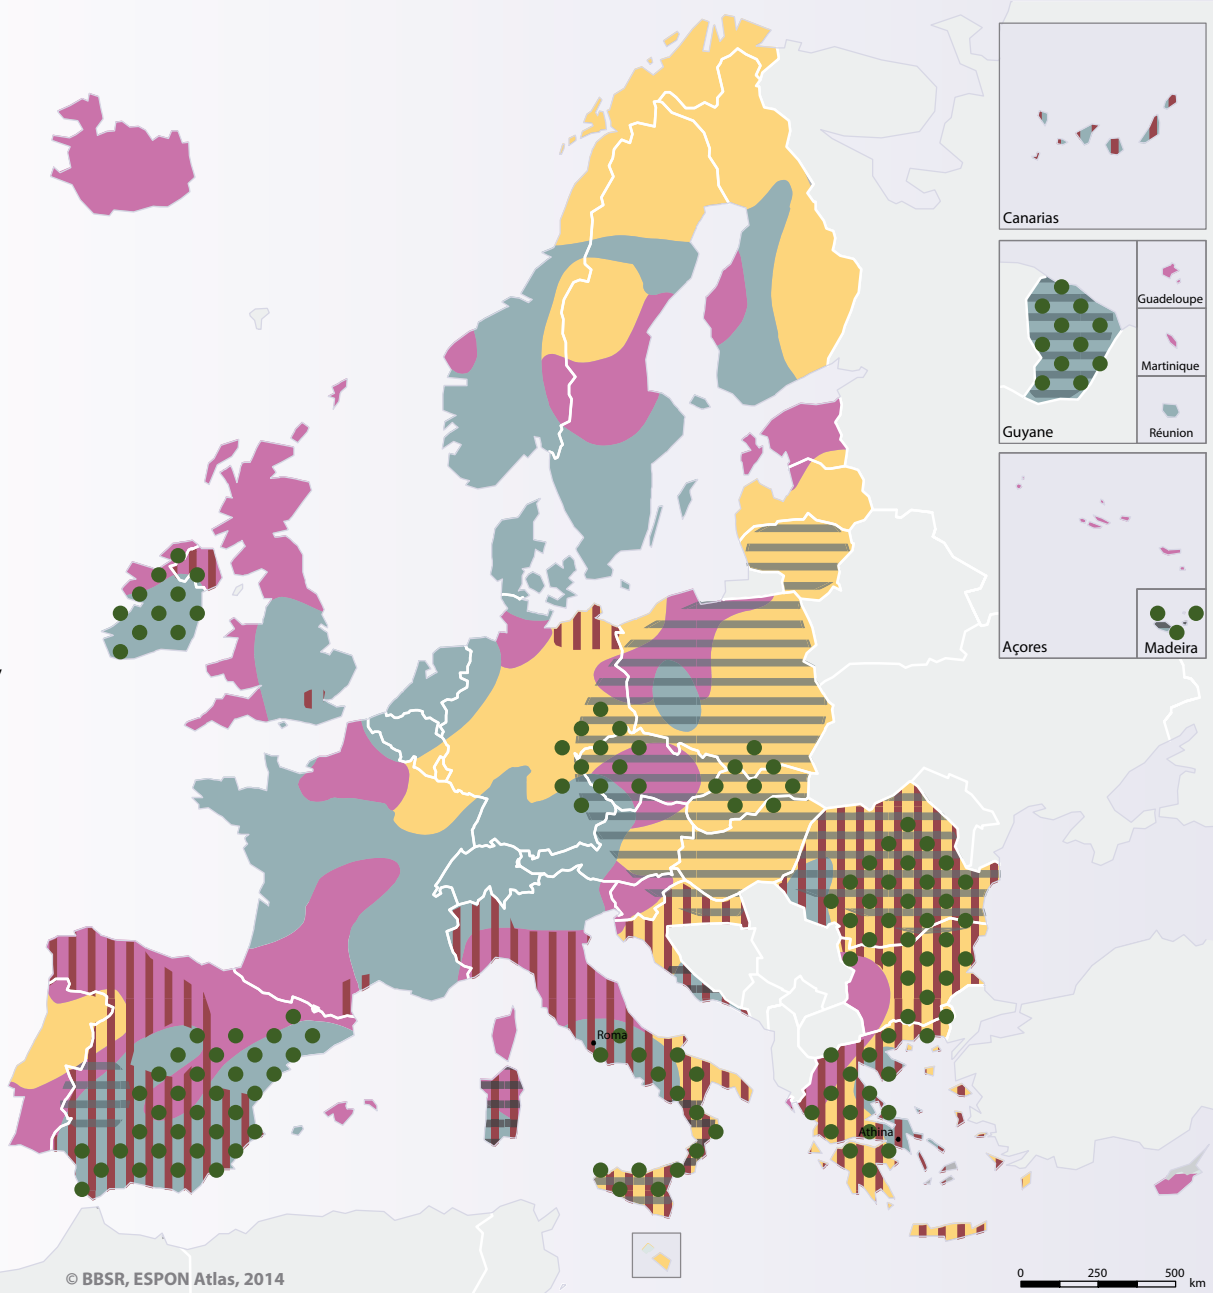 Canarias
Guadeloupe
Martinique
Guyane
Réunion
Açores
Madeira
Roma
Athina
© BBSR, ESPON Atlas, 2014
0 250 500
km